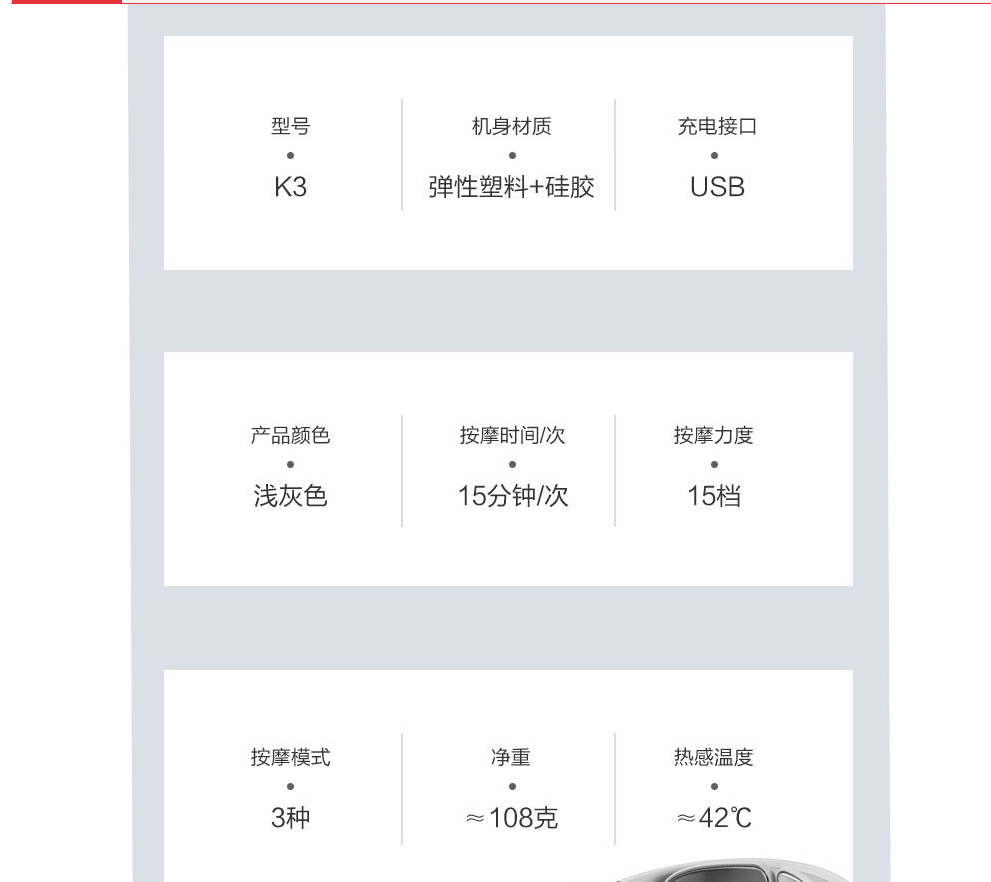 型号
机身材质
充电接口
K3
弹性塑料+硅胶
USB
产品颜色
按摩时间/次
按摩力度
浅灰色
15分钟/次
15档
按摩模式
净重
热感温度
3种
≈108克
≈42℃